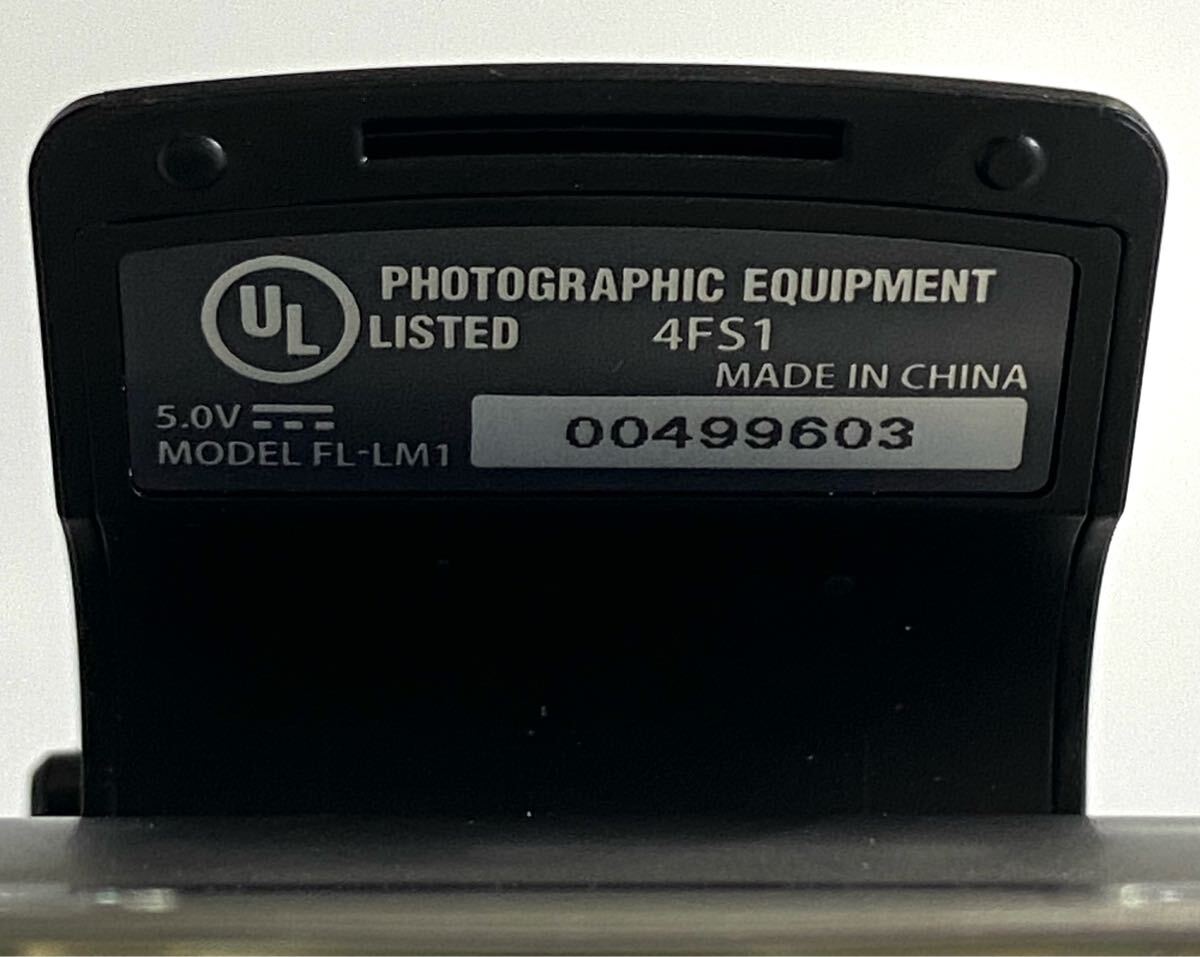 UL PHOTOGRAPHIC EQUIPMENT
LISTED 4FS1
MADE IN CHINA
5.0V
MODEL FL-LM1
00499603